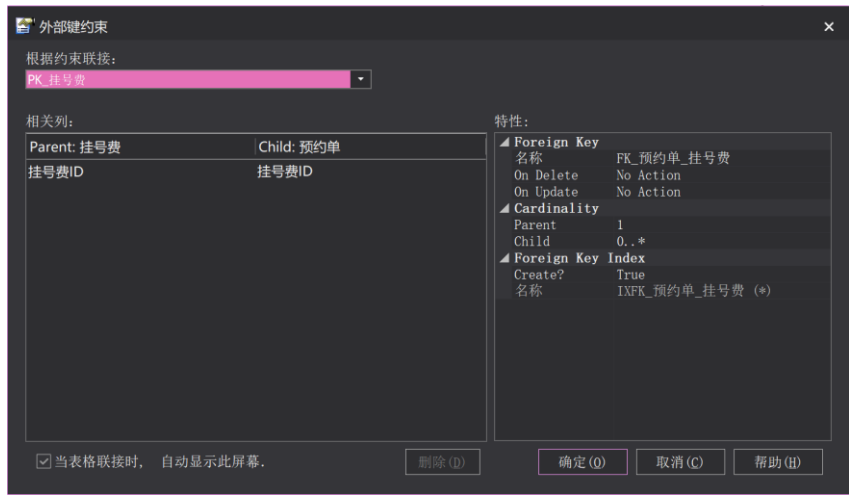 外部键约束
根据约束联接：
PK_挂号费
相关列：
Parent: 挂号费 Child: 预约单
挂号费ID 挂号费ID
特性：
Foreign Key
名称 FK_预约单_挂号费
On Delete No Action
On Update No Action
Cardinality
Parent 1
Child 0..*
Foreign Key Index
Create? True
名称 IXFK_预约单_挂号费 (*)
当表格联接时, 自动显示此屏幕.
删除(D) 确定(O) 取消(C) 帮助(H)